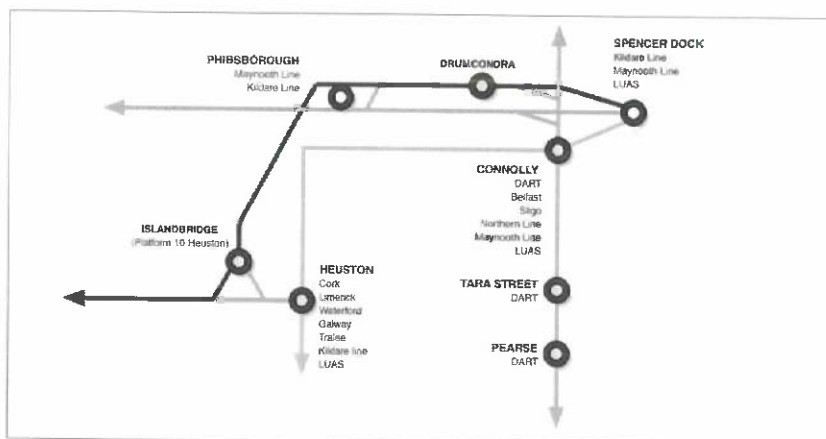 PHIBSBOROUGH
Maynooth Line
Kildare Line
DRUMCONDRA
SPENCER DOCK
Kildare Line
Maynooth Line
LUAS
CONNOLLY
DART
Belfast
Sligo
Northern Line
Maynooth Line
LUAS
ISLANDBRIDGE
(Platform 10 Heuston)
HEUSTON
Cork
Limerick
Waterford
Galway
Tralee
Kildare line
LUAS
TARA STREET
DART
PEARSE
DART